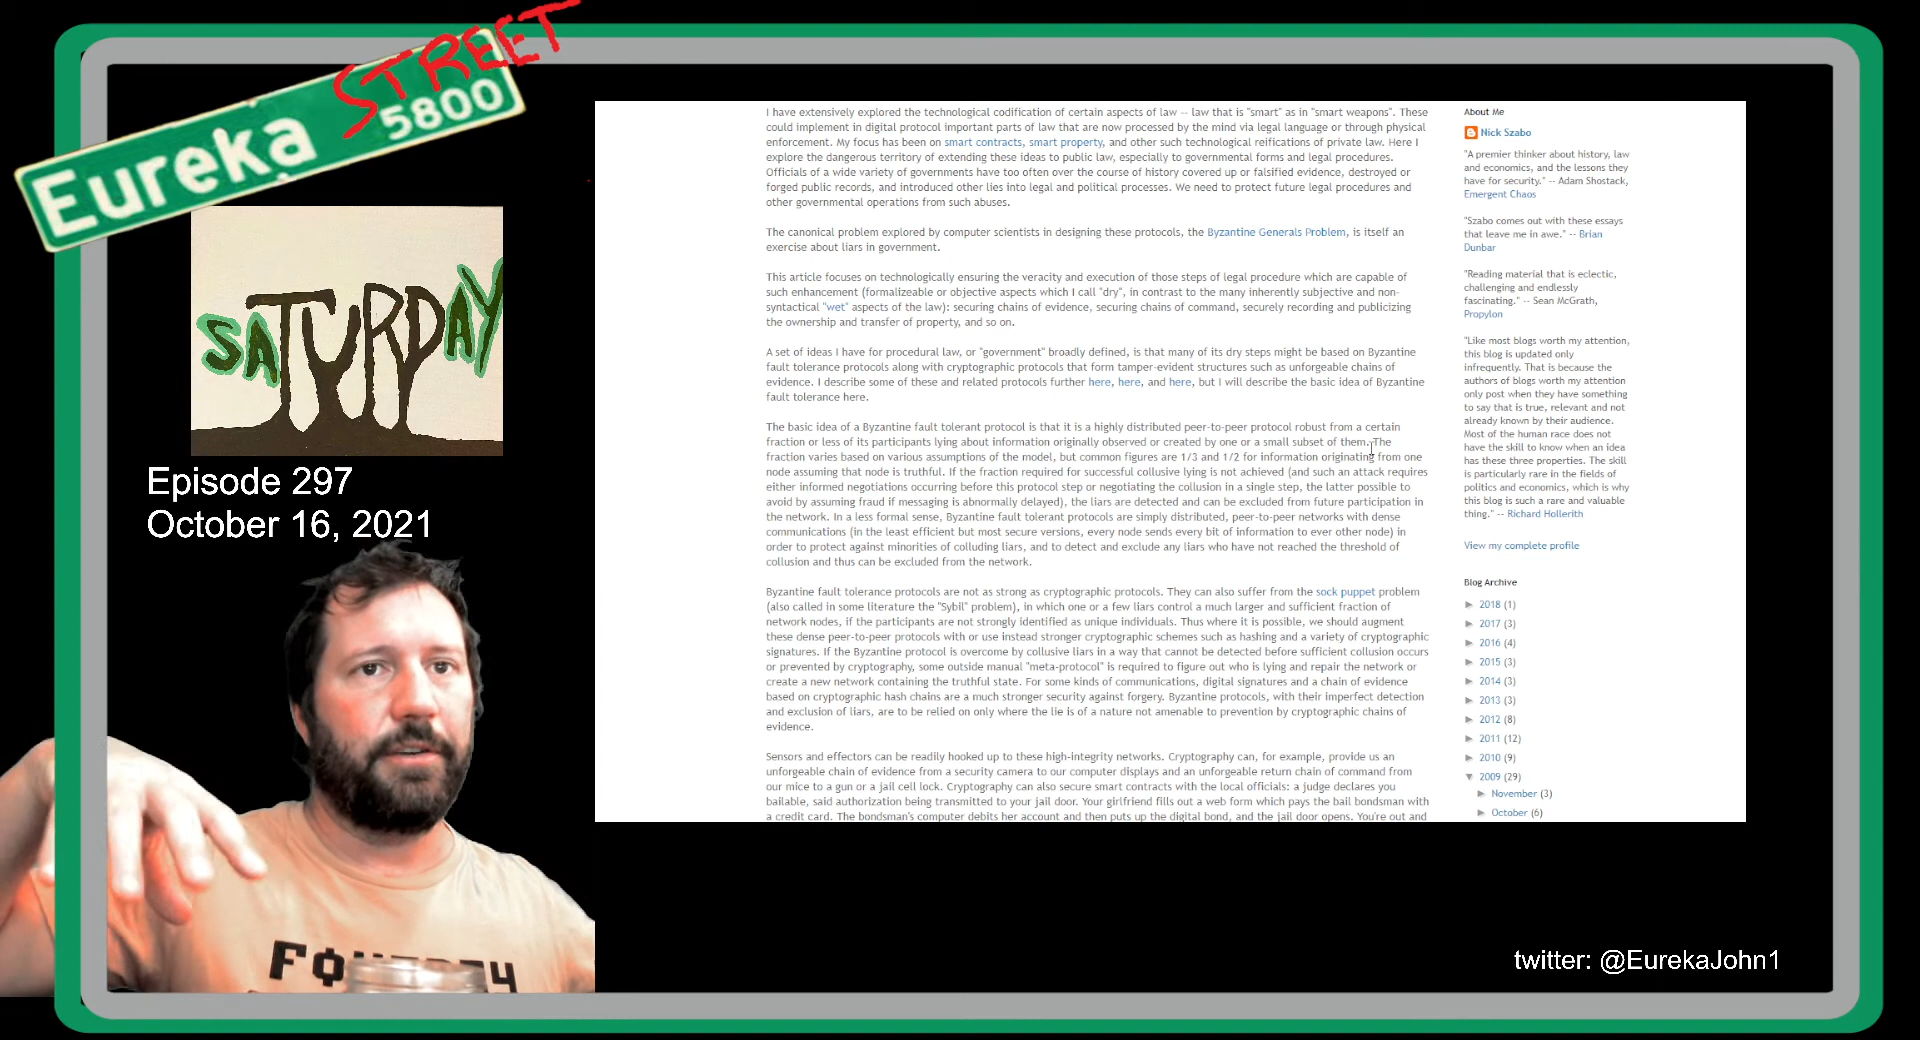 STREET
Eureka 5800
SATURDAY
Episode 297
October 16, 2021
I have extensively explored the technological codification of certain aspects of law -- law that is "smart" as in "smart weapons". These
could implement in digital protocol important parts of law that are now processed by the mind via legal language or through physical
enforcement. My focus has been on smart contracts, smart property, and other such technological reifications of private law. Here I
explore the dangerous territory of extending these ideas to public law, especially to governmental forms and legal procedures.
Officials of a wide variety of governments have too often over the course of history covered up or falsified evidence, destroyed or
forged public records, and introduced other lies into legal and political processes. We need to protect future legal procedures and
other governmental operations from such abuses.
The canonical problem explored by computer scientists in designing these protocols, the Byzantine Generals Problem, is itself an
exercise about liars in government.
This article focuses on technologically ensuring the veracity and execution of those steps of legal procedure which are capable of
such enhancement (formalizeable or objective aspects which I call "dry", in contrast to the many inherently subjective and non-
syntactical "wet" aspects of the law): securing chains of evidence, securing chains of command, securely recording and publicizing
the ownership and transfer of property, and so on.
A set of ideas I have for procedural law, or "government" broadly defined, is that many of its dry steps might be based on Byzantine
fault tolerance protocols along with cryptographic protocols that form tamper-evident structures such as unforgeable chains of
evidence. I describe some of these and related protocols further here, here, and here, but I will describe the basic idea of Byzantine
fault tolerance here.
The basic idea of a Byzantine fault tolerant protocol is that it is a highly distributed peer-to-peer protocol robust from a certain
fraction or less of its participants lying about information originally observed or created by one or a small subset of them. The
fraction varies based on various assumptions of the model, but common figures are 1/3 and 1/2 for information originating from one
node assuming that node is truthful. If the fraction required for successful collusive lying is not achieved (and such an attack requires
either informed negotiations occurring before this protocol step or negotiating the collusion in a single step, the latter possible to
avoid by assuming fraud if messaging is abnormally delayed), the liars are detected and can be excluded from future participation in
the network. In a less formal sense, Byzantine fault tolerant protocols are simply distributed, peer-to-peer networks with dense
communications (in the least efficient but most secure versions, every node sends every bit of information to ever other node) in
order to protect against minorities of colluding liars, and to detect and exclude any liars who have not reached the threshold of
collusion and thus can be excluded from the network.
Byzantine fault tolerance protocols are not as strong as cryptographic protocols. They can also suffer from the sock puppet problem
(also called in some literature the "Sybil" problem), in which one or a few liars control a much larger and sufficient fraction of
network nodes, if the participants are not strongly identified as unique individuals. Thus where it is possible, we should augment
these dense peer-to-peer protocols with or use instead stronger cryptographic schemes such as hashing and a variety of cryptographic
signatures. If the Byzantine protocol is overcome by collusive liars in a way that cannot be detected before sufficient collusion occurs
or prevented by cryptography, some outside manual "meta-protocol" is required to figure out who is lying and repair the network or
create a new network containing the truthful state. For some kinds of communications, digital signatures and a chain of evidence
based on cryptographic hash chains are a much stronger security against forgery. Byzantine protocols, with their imperfect detection
and exclusion of liars, are to be relied on only where the lie is of a nature not amenable to prevention by cryptographic chains of
evidence.
Sensors and effectors can be readily hooked up to these high-integrity networks. Cryptography can, for example, provide us an
unforgeable chain of evidence from a security camera to our computer displays and an unforgeable return chain of command from
our mice to a gun or a jail cell lock. Cryptography can also secure smart contracts with the local officials: a judge declares you
bailable, said authorization being transmitted to your jail door. Your girlfriend fills out a web form which pays the bail bondsman with
a credit card. The bondsman's computer debits her account and then puts up the digital bond, and the jail door opens. You're out and
About Me
Nick Szabo
"A premier thinker about history, law
and economics, and the lessons they
have for security." -- Adam Shostack,
Emergent Chaos
"Szabo comes out with these essays
that leave me in awe." -- Brian
Dunbar
"Reading material that is eclectic,
challenging and endlessly
fascinating." -- Sean McGrath,
Propylon
"Like most blogs worth my attention,
this blog is updated only
infrequently. That is because the
authors of blogs worth my attention
only post when they have something
to say that is true, relevant and not
already known by their audience.
Most of the human race does not
have the skill to know when an idea
has these three properties. The skill
is particularly rare in the fields of
politics and economics, which is why
this blog is such a rare and valuable
thing." -- Richard Hollerith
View my complete profile
Blog Archive
► 2018 (1)
► 2017 (3)
► 2016 (4)
► 2015 (3)
► 2014 (3)
► 2013 (3)
► 2012 (8)
► 2011 (12)
► 2010 (9)
▼ 2009 (29)
► November (3)
► October (6)
twitter: @EurekaJohn1